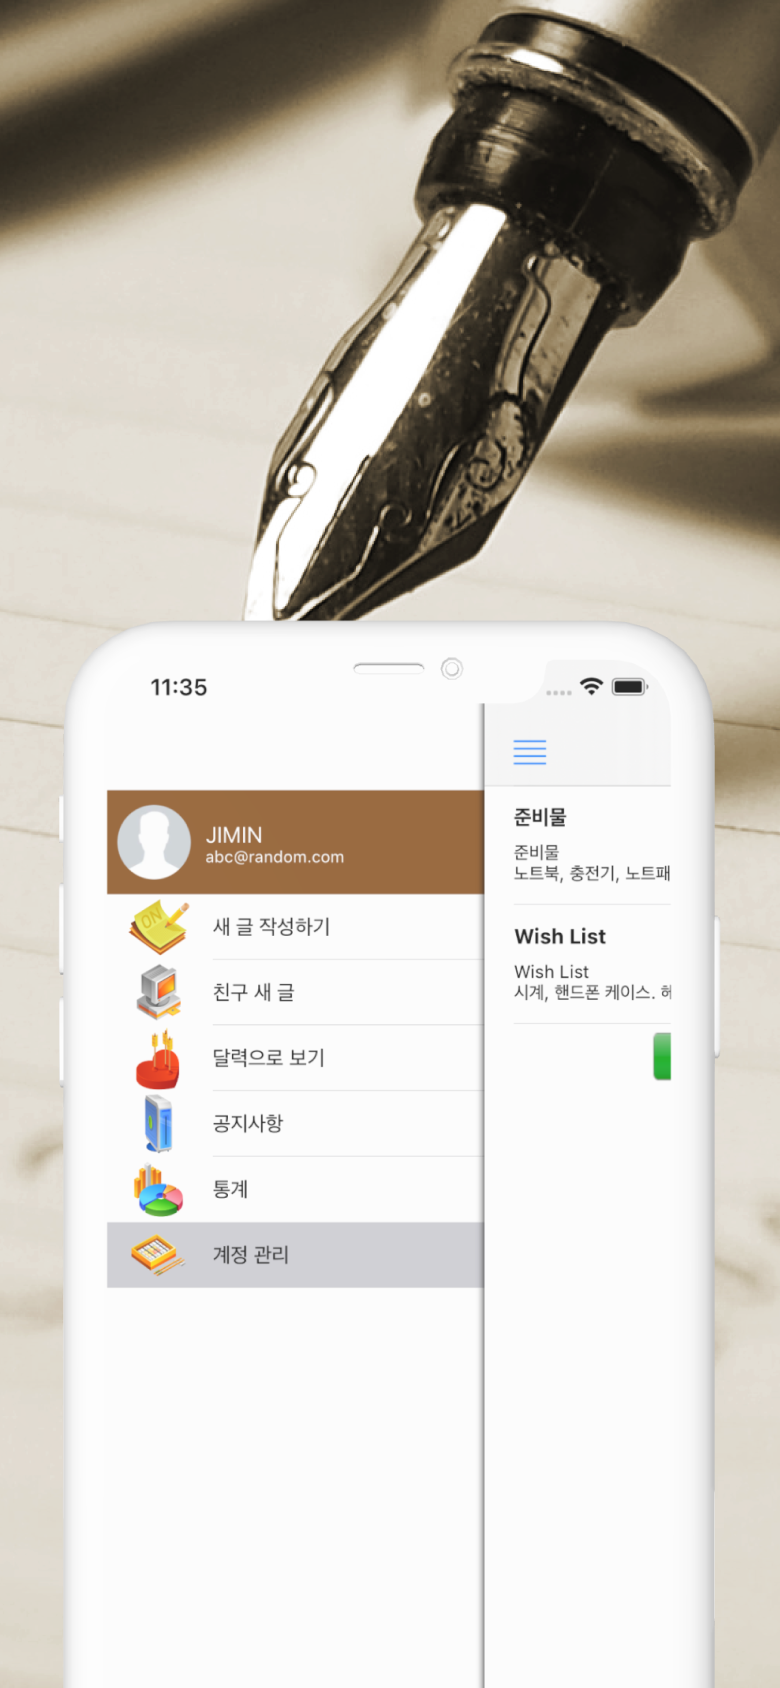 11:35
JIMIN
abc@random.com
ON
새 글 작성하기
친구 새 글
달력으로 보기
공지사항
통계
계정 관리
준비물
준비물
노트북, 충전기, 노트패
Wish List
Wish List
시계, 핸드폰 케이스.